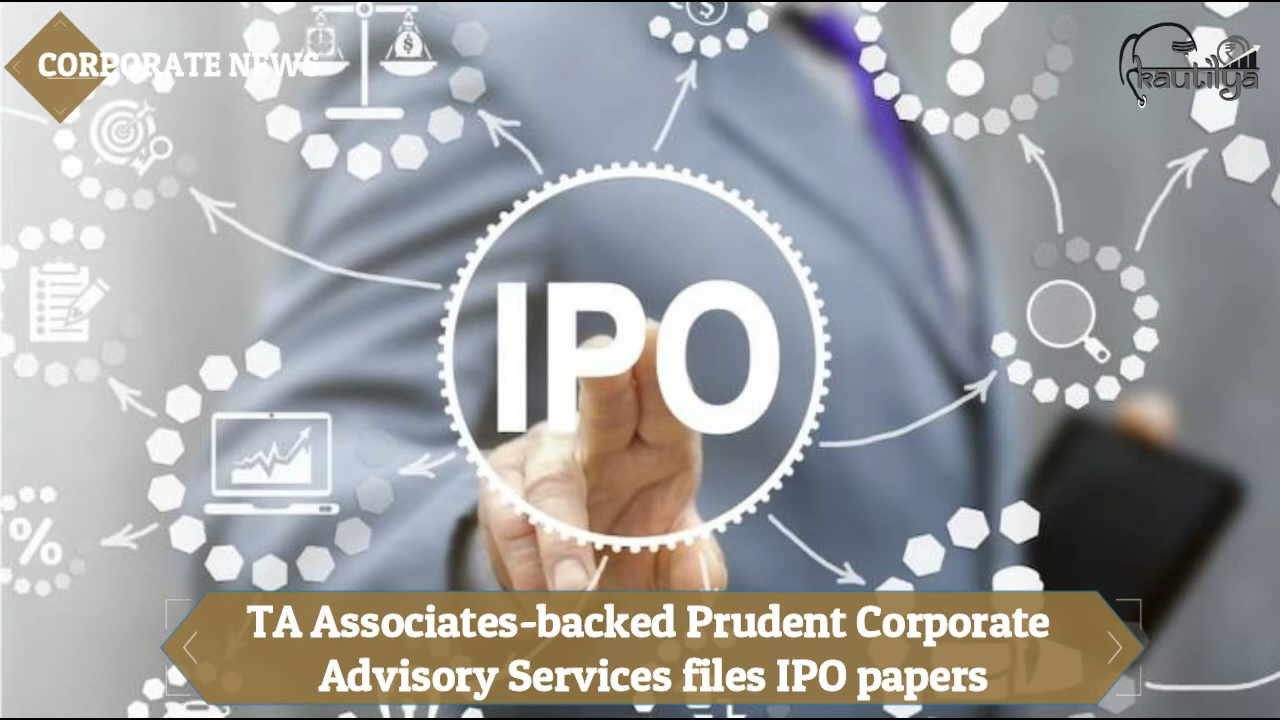 CORPORATE NEWS
kautilya
$
$
IPO
%
TA Associates-backed Prudent Corporate
Advisory Services files IPO papers